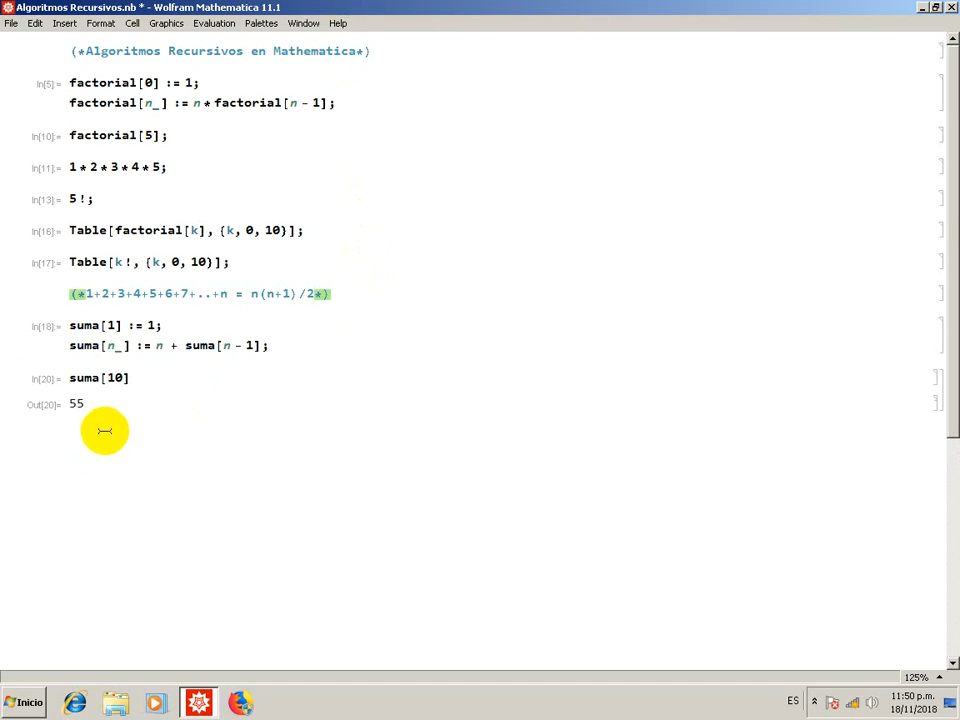 Algoritmos Recursivos.nb * - Wolfram Mathematica 11.1
File Edit Insert Format Cell Graphics Evaluation Palettes Window Help
(*Algoritmos Recursivos en Mathematica*)
In[5]:= factorial[0] := 1;
factorial[n_] := n * factorial[n - 1];
In[10]:= factorial[5];
In[11]:= 1 * 2 * 3 * 4 * 5;
In[13]:= 5 !;
In[16]:= Table[factorial[k], {k, 0, 10}];
In[17]:= Table[k !, {k, 0, 10}];
(*1+2+3+4+5+6+7+..+n = n(n+1)/2*)
In[18]:= suma[1] := 1;
suma[n_] := n + suma[n - 1];
In[20]:= suma[10]
Out[20]= 55
125%
Inicio ES 11:50 p.m.
18/11/2018